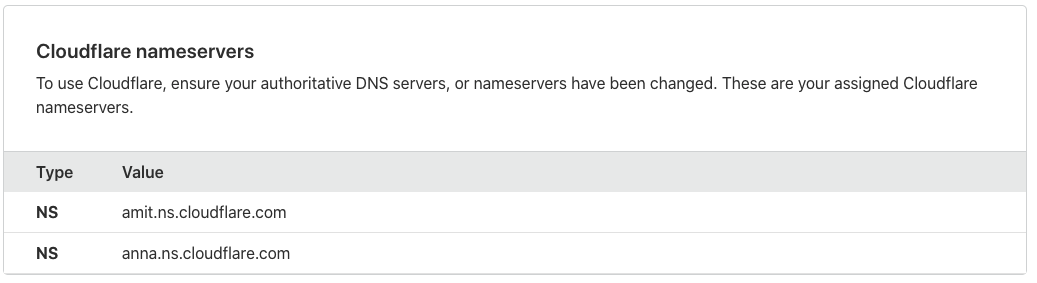 Cloudflare nameservers
To use Cloudflare, ensure your authoritative DNS servers, or nameservers have been changed. These are your assigned Cloudflare
nameservers.
Type Value
NS amit.ns.cloudflare.com
NS anna.ns.cloudflare.com